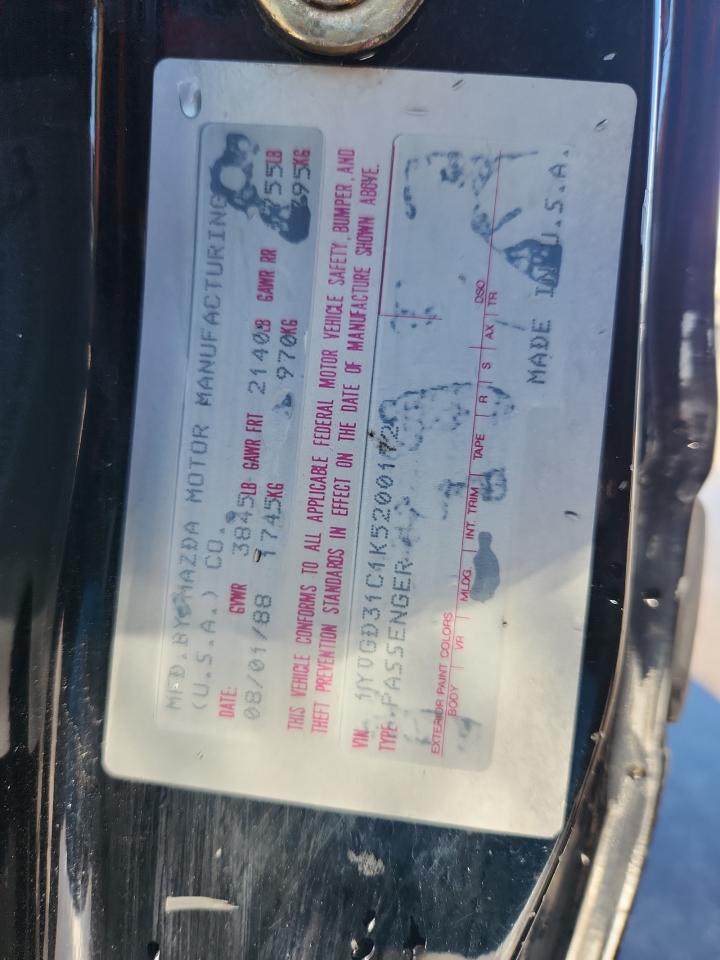 MFD.BY MAZDA MOTOR MANUFACTURING
(U.S.A.) CO.
DATE: GVWR 3845LB GAWR FRT 2140LB GAWR RR 755LB
08/01/88 1745KG 970KG 795KG
THIS VEHICLE CONFORMS TO ALL APPLICABLE FEDERAL MOTOR VEHICLE SAFETY, BUMPER, AND
THEFT PREVENTION STANDARDS IN EFFECT ON THE DATE OF MANUFACTURE SHOWN ABOVE.
VIN:
TYPE: PASSENGER
EXTERIOR PAINT COLORS
BODY VR MLDG INT. TRIM TAPE R S AX TR DSO
MADE IN U.S.A.